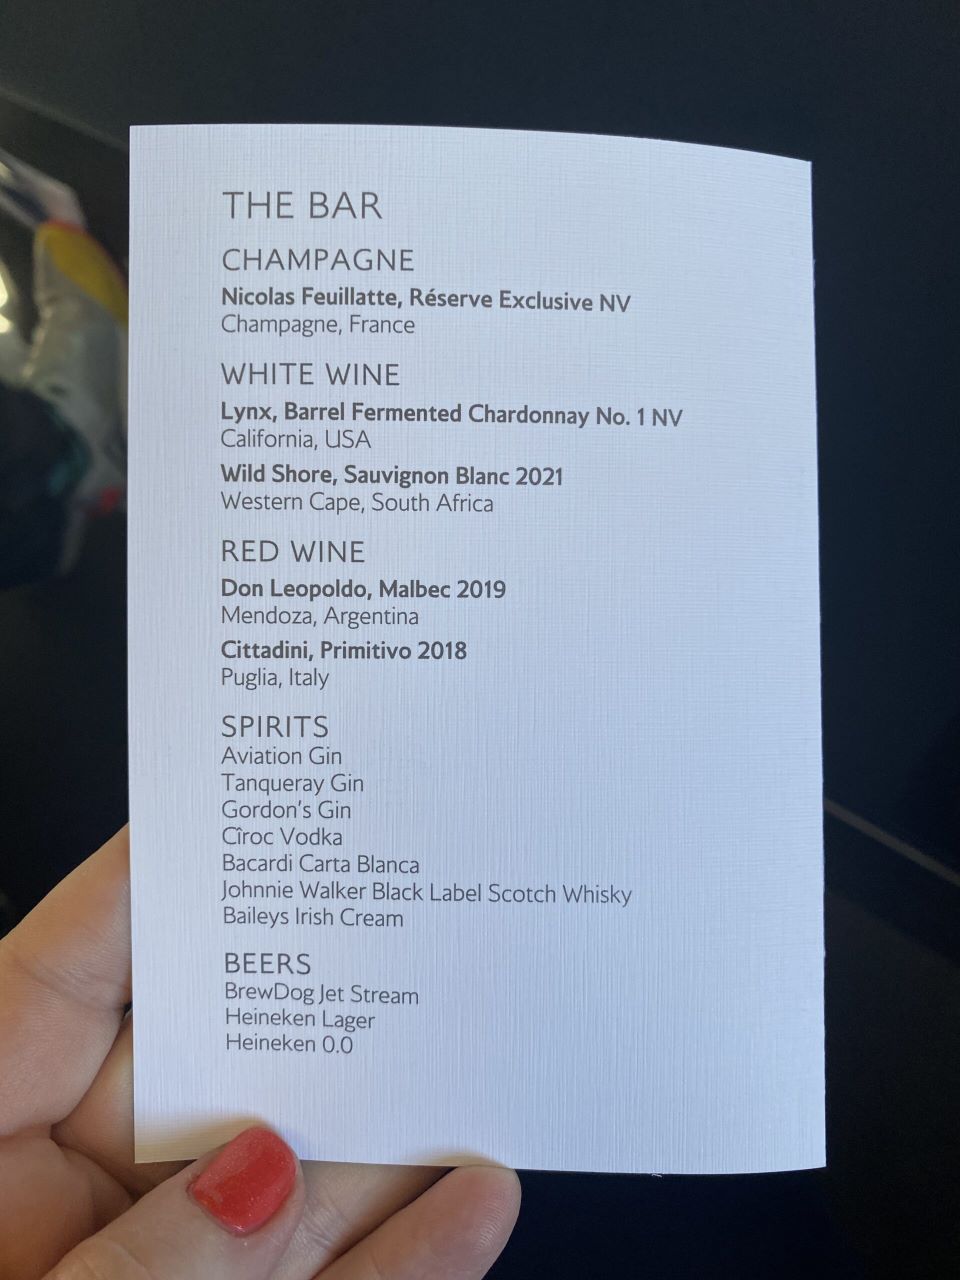 THE BAR
CHAMPAGNE
Nicolas Feuillatte, Réserve Exclusive NV
Champagne, France
WHITE WINE
Lynx, Barrel Fermented Chardonnay No. 1 NV
California, USA
Wild Shore, Sauvignon Blanc 2021
Western Cape, South Africa
RED WINE
Don Leopoldo, Malbec 2019
Mendoza, Argentina
Cittadini, Primitivo 2018
Puglia, Italy
SPIRITS
Aviation Gin
Tanqueray Gin
Gordon's Gin
Cîroc Vodka
Bacardi Carta Blanca
Johnnie Walker Black Label Scotch Whisky
Baileys Irish Cream
BEERS
BrewDog Jet Stream
Heineken Lager
Heineken 0.0